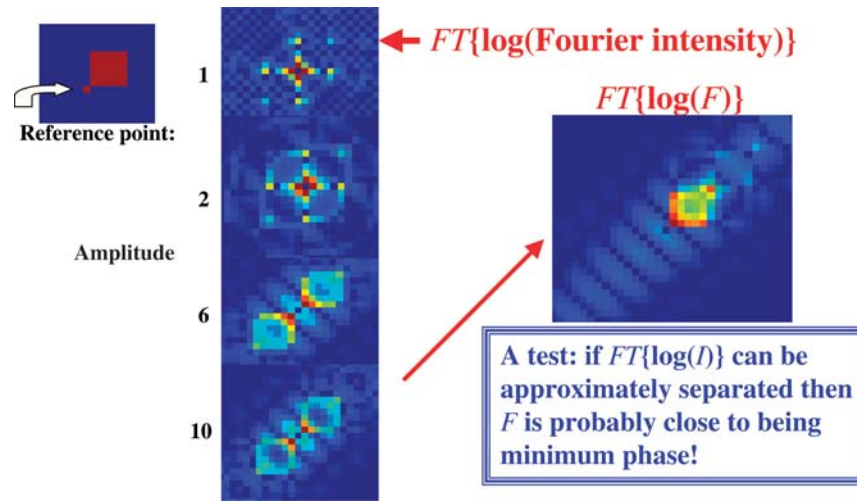 FT{log(Fourier intensity)}
1
Reference point:
FT{log(F)}
2
Amplitude
6
10
A test: if FT{log(I)} can be
approximately separated then
F is probably close to being
minimum phase!